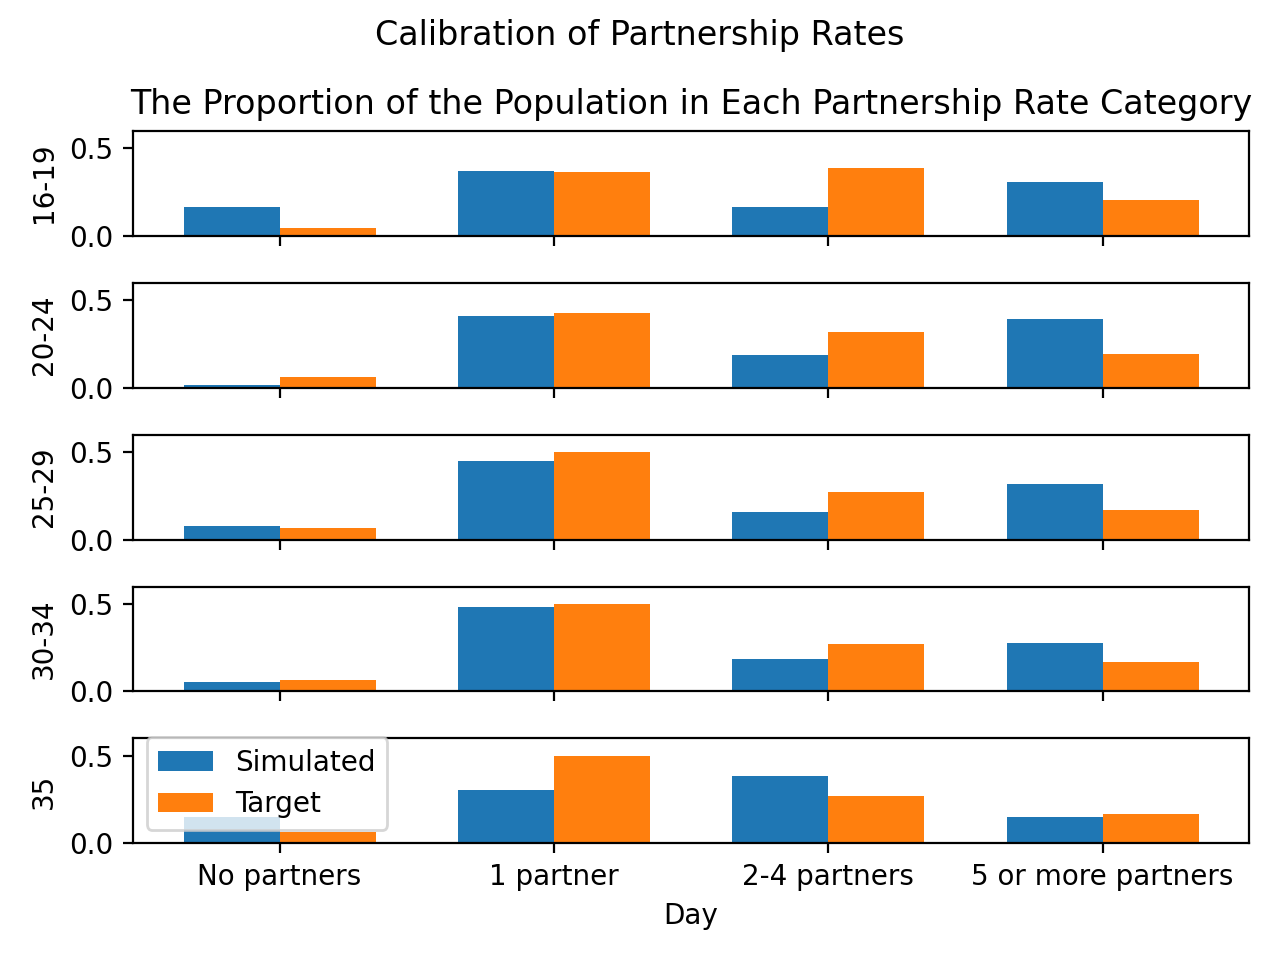 Calibration of Partnership Rates
The Proportion of the Population in Each Partnership Rate Category
0.5
16-19
0.0
0.5
20-24
0.0
0.5
25-29
0.0
0.5
30-34
0.0
0.5
35
0.0
Simulated
Target
No partners 1 partner 2-4 partners 5 or more partners
Day